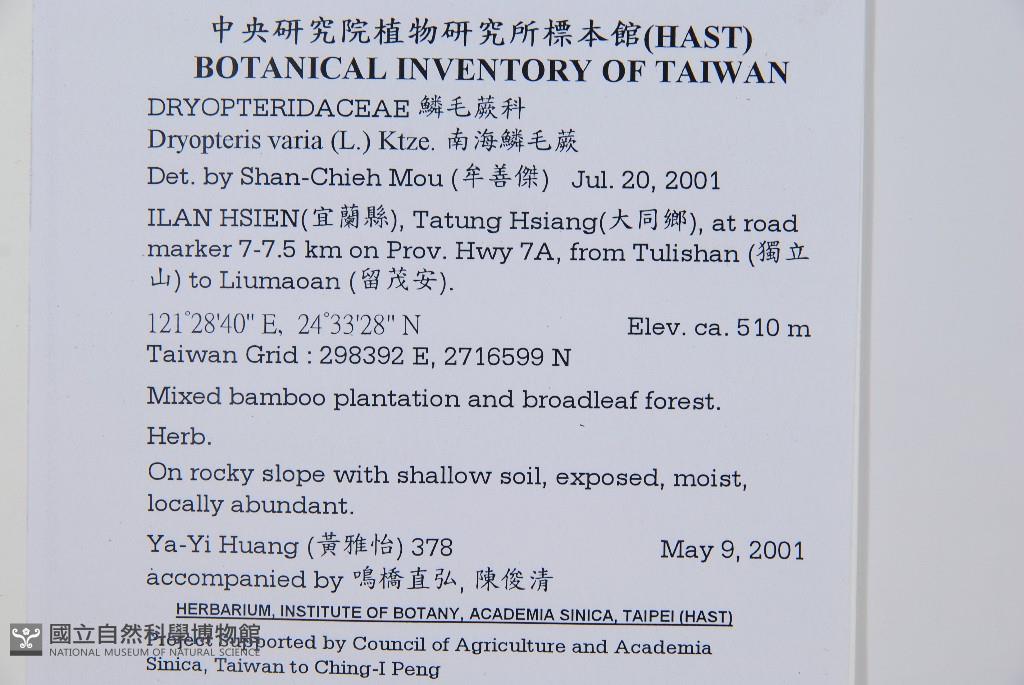 中央研究院植物研究所標本館(HAST)
BOTANICAL INVENTORY OF TAIWAN
DRYOPTERIDACEAE 鱗毛蕨科
Dryopteris varia (L.) Ktze. 南海鱗毛蕨
Det. by Shan-Chieh Mou (牟善傑) Jul. 20, 2001
ILAN HSIEN(宜蘭縣), Tatung Hsiang(大同鄉), at road
marker 7-7.5 km on Prov. Hwy 7A, from Tulishan (獨立
山) to Liumaoan (留茂安).
121°28'40" E, 24°33'28" N Elev. ca. 510 m
Taiwan Grid : 298392 E, 2716599 N
Mixed bamboo plantation and broadleaf forest.
Herb.
On rocky slope with shallow soil, exposed, moist,
locally abundant.
Ya-Yi Huang (黃雅怡) 378 May 9, 2001
accompanied by 鳴橋直弘, 陳俊清
HERBARIUM, INSTITUTE OF BOTANY, ACADEMIA SINICA, TAIPEI (HAST)
Project Supported by Council of Agriculture and Academia
Sinica, Taiwan to Ching-I Peng
國立自然科學博物館
NATIONAL MUSEUM OF NATURAL SCIENCE